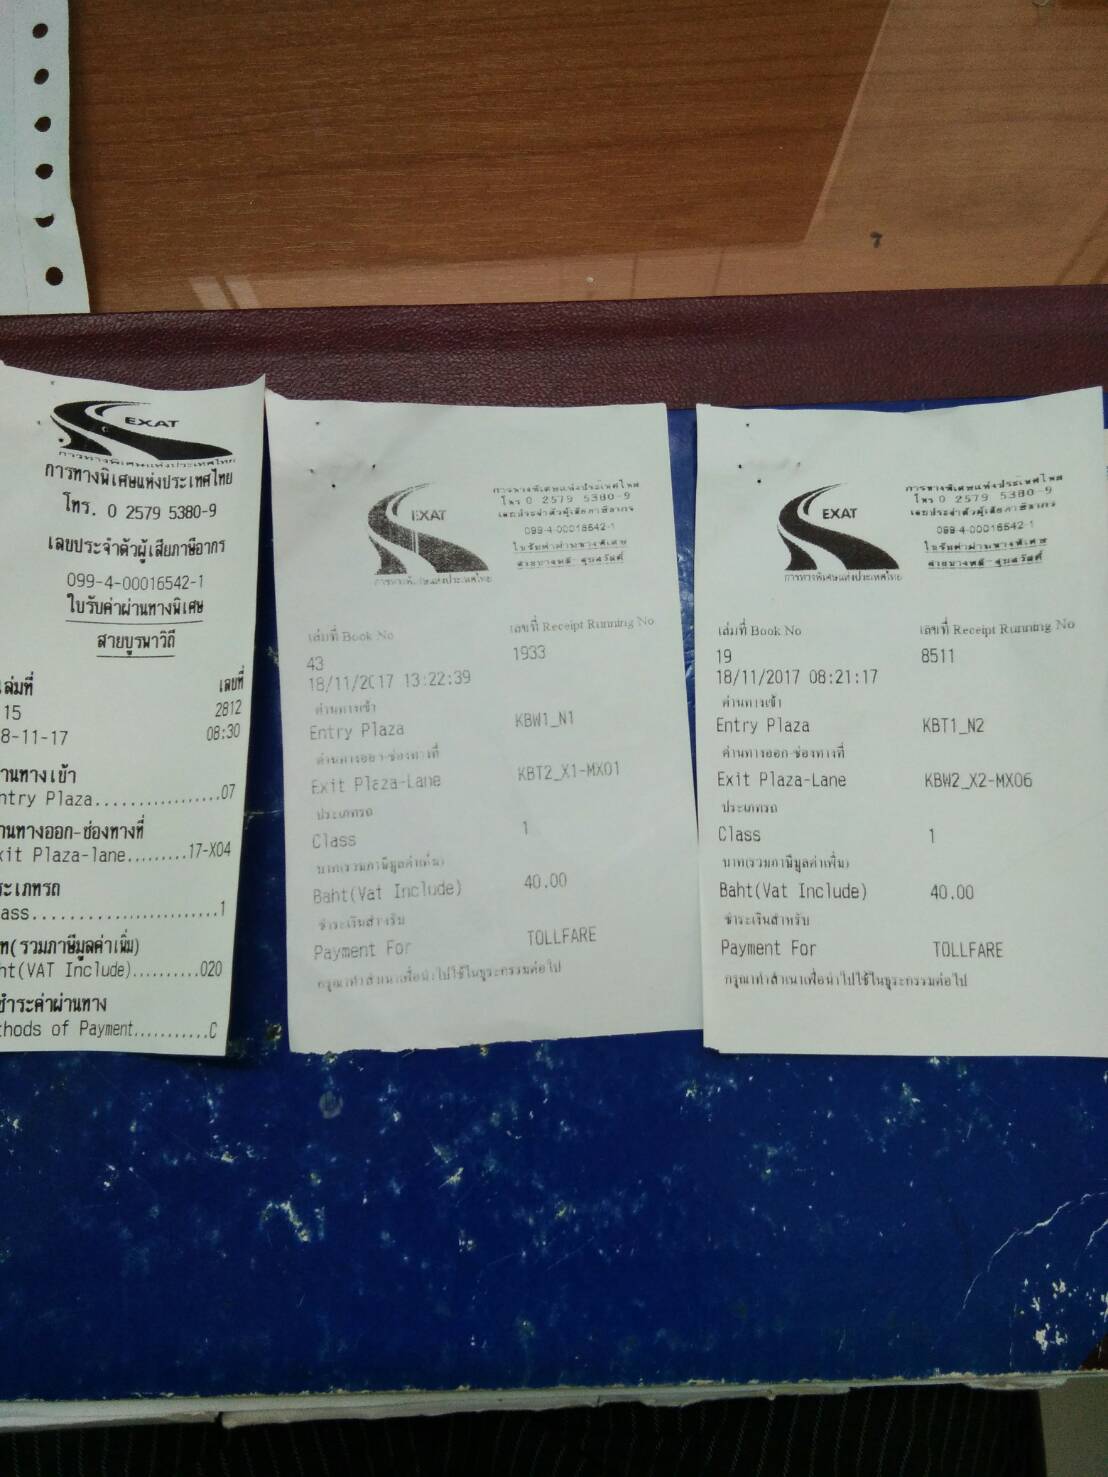 EXAT
การทางพิเศษแห่งประเทศไทย
การทางพิเศษแห่งประเทศไทย
โทร. 0 2579 5380-9
เลขประจำตัวผู้เสียภาษีอากร
099-4-00016542-1
ใบรับค่าผ่านทางพิเศษ
สายบูรพาวิถี
เล่มที่ เลขที่
15 2812
8-11-17 08:30
านทางเข้า
ntry Plaza................07
านทางออก-ช่องทางที่
xit Plaza-lane.........17-X04
ระเภทรถ
ass........................1
ท(รวมภาษีมูลค่าเพิ่ม)
ht(VAT Include)..........020
ชำระค่าผ่านทาง
thods of Payment...........C
EXAT
การทางพิเศษแห่งประเทศไทย
การทางพิเศษแห่งประเทศไทย
โทร 0 2579 5380-9
เลขประจำตัวผู้เสียภาษีอากร
099-4-00016542-1
ใบรับค่าผ่านทางพิเศษ
สายบางพลี-สุขสวัสดิ์
เล่มที่ Book No เลขที่ Receipt Running No
43 1933
18/11/2017 13:22:39
ด่านทางเข้า
Entry Plaza KBW1_N1
ด่านทางออก-ช่องทางที่
Exit Plaza-Lane KBT2_X1-MX01
ประเภทรถ
Class 1
บาท(รวมภาษีมูลค่าเพิ่ม)
Baht(Vat Include) 40.00
ชำระเงินสำหรับ
Payment For TOLLFARE
กรุณาทำสำเนาเพื่อนำไปใช้ในธุระกรรมต่อไป
EXAT
การทางพิเศษแห่งประเทศไทย
การทางพิเศษแห่งประเทศไทย
โทร 0 2579 5380-9
เลขประจำตัวผู้เสียภาษีอากร
099-4-00016542-1
ใบรับค่าผ่านทางพิเศษ
สายบางพลี-สุขสวัสดิ์
เล่มที่ Book No เลขที่ Receipt Running No
19 8511
18/11/2017 08:21:17
ด่านทางเข้า
Entry Plaza KBT1_N2
ด่านทางออก-ช่องทางที่
Exit Plaza-Lane KBW2_X2-MX06
ประเภทรถ
Class 1
บาท(รวมภาษีมูลค่าเพิ่ม)
Baht(Vat Include) 40.00
ชำระเงินสำหรับ
Payment For TOLLFARE
กรุณาทำสำเนาเพื่อนำไปใช้ในธุระกรรมต่อไป